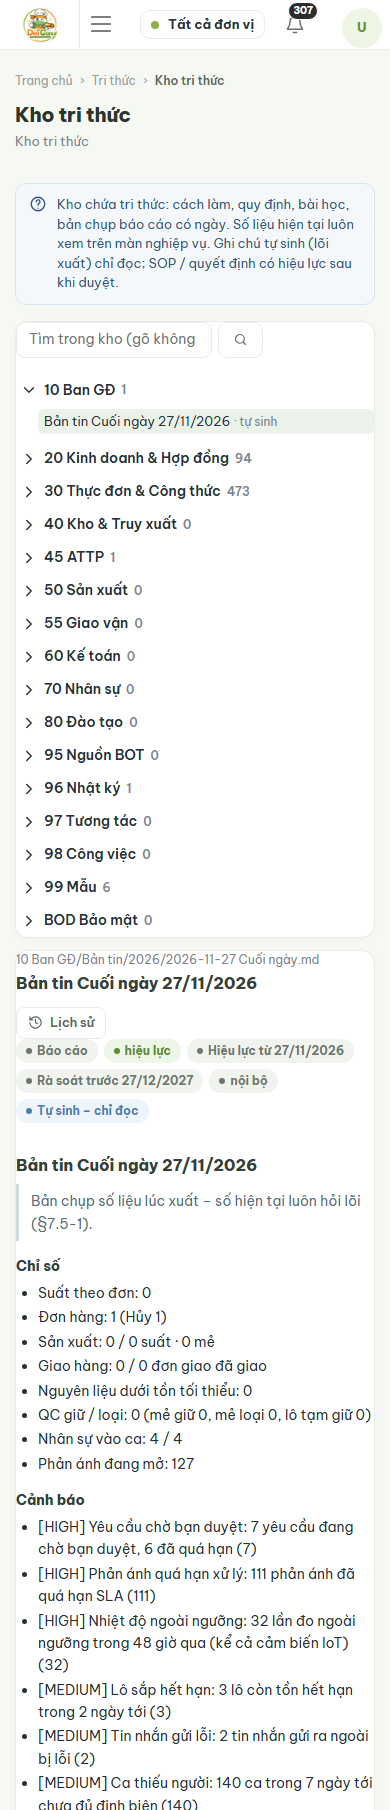 Tất cả đơn vị
307
U
Trang chủ › Tri thức › Kho tri thức
Kho tri thức
Kho tri thức
Kho chứa tri thức: cách làm, quy định, bài học,
bản chụp báo cáo có ngày. Số liệu hiện tại luôn
xem trên màn nghiệp vụ. Ghi chú tự sinh (lõi
xuất) chỉ đọc; SOP / quyết định có hiệu lực sau
khi duyệt.
Tìm trong kho (gõ không
10 Ban GĐ 1
Bản tin Cuối ngày 27/11/2026 · tự sinh
20 Kinh doanh & Hợp đồng 94
30 Thực đơn & Công thức 473
40 Kho & Truy xuất 0
45 ATTP 1
50 Sản xuất 0
55 Giao vận 0
60 Kế toán 0
70 Nhân sự 0
80 Đào tạo 0
95 Nguồn BOT 0
96 Nhật ký 1
97 Tương tác 0
98 Công việc 0
99 Mẫu 6
BOD Bảo mật 0
10 Ban GĐ/Bản tin/2026/2026-11-27 Cuối ngày.md
Bản tin Cuối ngày 27/11/2026
Lịch sử
Báo cáo hiệu lực Hiệu lực từ 27/11/2026
Rà soát trước 27/12/2027 nội bộ
Tự sinh – chỉ đọc
Bản tin Cuối ngày 27/11/2026
Bản chụp số liệu lúc xuất – số hiện tại luôn hỏi lõi
(§7.5-1).
Chỉ số
• Suất theo đơn: 0
• Đơn hàng: 1 (Hủy 1)
• Sản xuất: 0 / 0 suất · 0 mẻ
• Giao hàng: 0 / 0 đơn giao đã giao
• Nguyên liệu dưới tồn tối thiểu: 0
• QC giữ / loại: 0 (mẻ giữ 0, mẻ loại 0, lô tạm giữ 0)
• Nhân sự vào ca: 4 / 4
• Phản ánh đang mở: 127
Cảnh báo
• [HIGH] Yêu cầu chờ bạn duyệt: 7 yêu cầu đang
chờ bạn duyệt, 6 đã quá hạn (7)
• [HIGH] Phản ánh quá hạn xử lý: 111 phản ánh đã
quá hạn SLA (111)
• [HIGH] Nhiệt độ ngoài ngưỡng: 32 lần đo ngoài
ngưỡng trong 48 giờ qua (kể cả cảm biến IoT)
(32)
• [MEDIUM] Lô sắp hết hạn: 3 lô còn tồn hết hạn
trong 2 ngày tới (3)
• [MEDIUM] Tin nhắn gửi lỗi: 2 tin nhắn gửi ra ngoài
bị lỗi (2)
• [MEDIUM] Ca thiếu người: 140 ca trong 7 ngày tới
chưa đủ định biên (140)